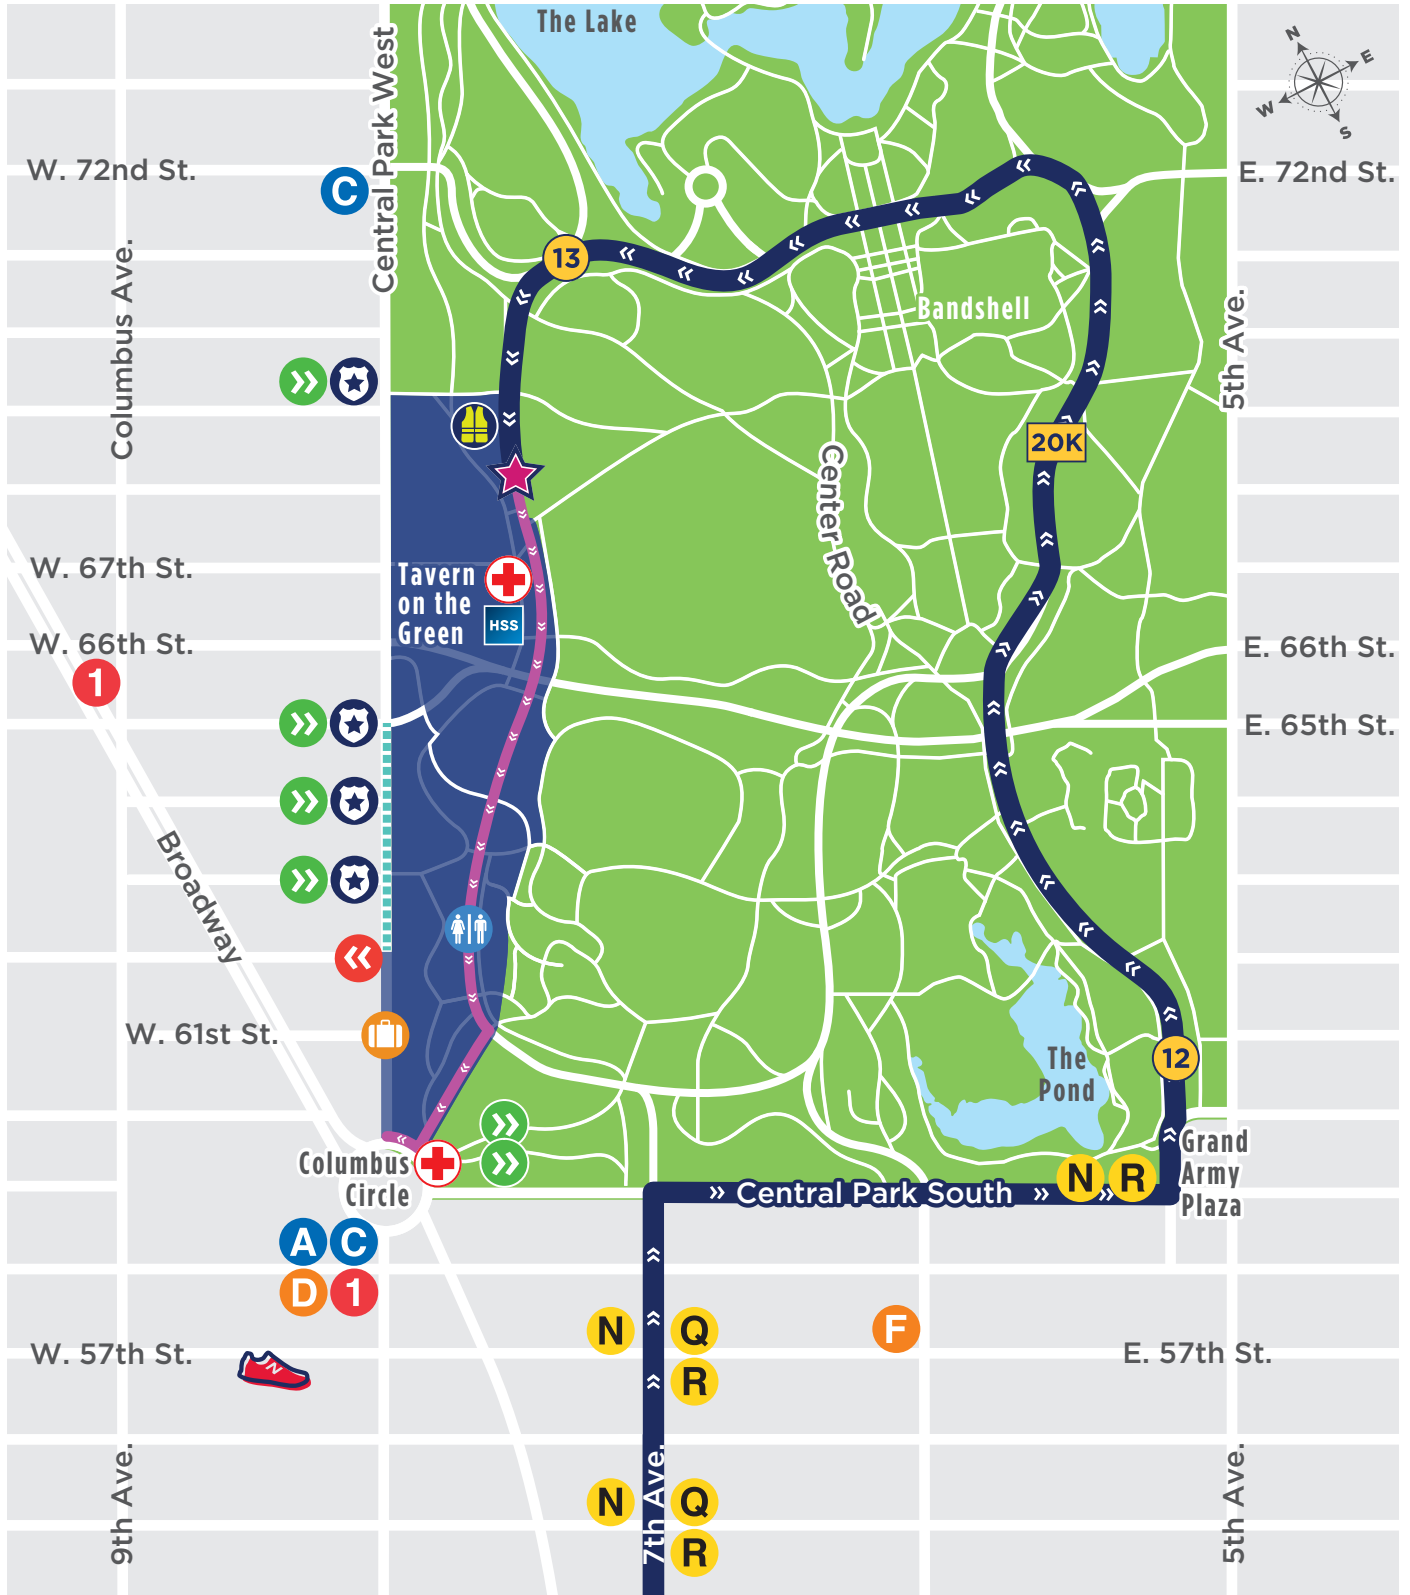 The Lake
N
E
W
S
Central Park West
W. 72nd St.
C
E. 72nd St.
Columbus Ave.
13
Bandshell
5th Ave.
20K
Center Road
W. 67th St.
Tavern
on the
Green
HSS
W. 66th St.
1
E. 66th St.
E. 65th St.
Broadway
W. 61st St.
The
Pond
12
Columbus
Circle
Grand
Army
Plaza
N
R
Central Park South
A
C
D
1
N
Q
R
F
W. 57th St.
N
E. 57th St.
9th Ave.
7th Ave.
N
Q
R
5th Ave.